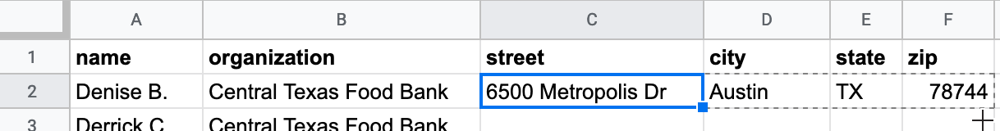 A B C D E F
1 name organization street city state zip
2 Denise B. Central Texas Food Bank 6500 Metropolis Dr Austin TX 78744
3 Derrick C Central Texas Food Bank